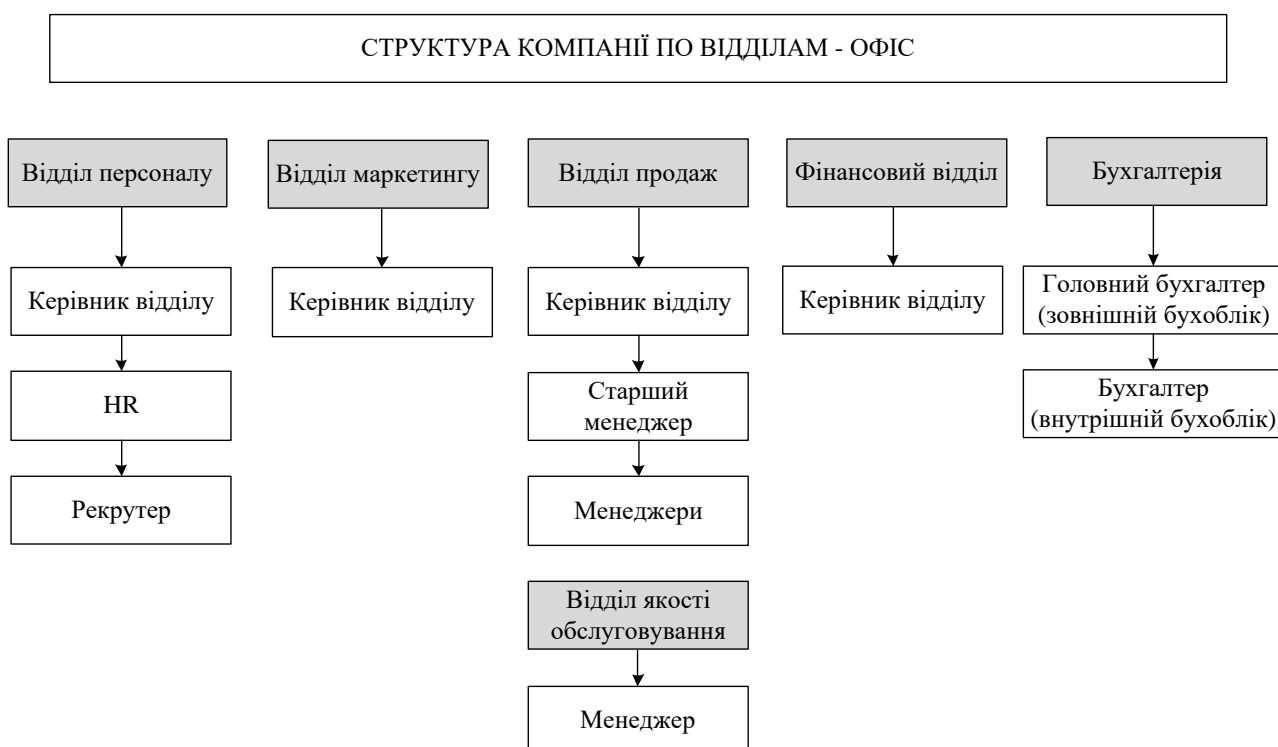 СТРУКТУРА КОМПАНІЇ ПО ВІДДІЛАМ - ОФІС
Відділ персоналу
Відділ маркетингу
Відділ продаж
Фінансовий відділ
Бухгалтерія
Керівник відділу
Керівник відділу
Керівник відділу
Керівник відділу
Головний бухгалтер
(зовнішній бухоблік)
HR
Старший
менеджер
Бухгалтер
(внутрішній бухоблік)
Рекрутер
Менеджери
Відділ якості
обслуговування
Менеджер